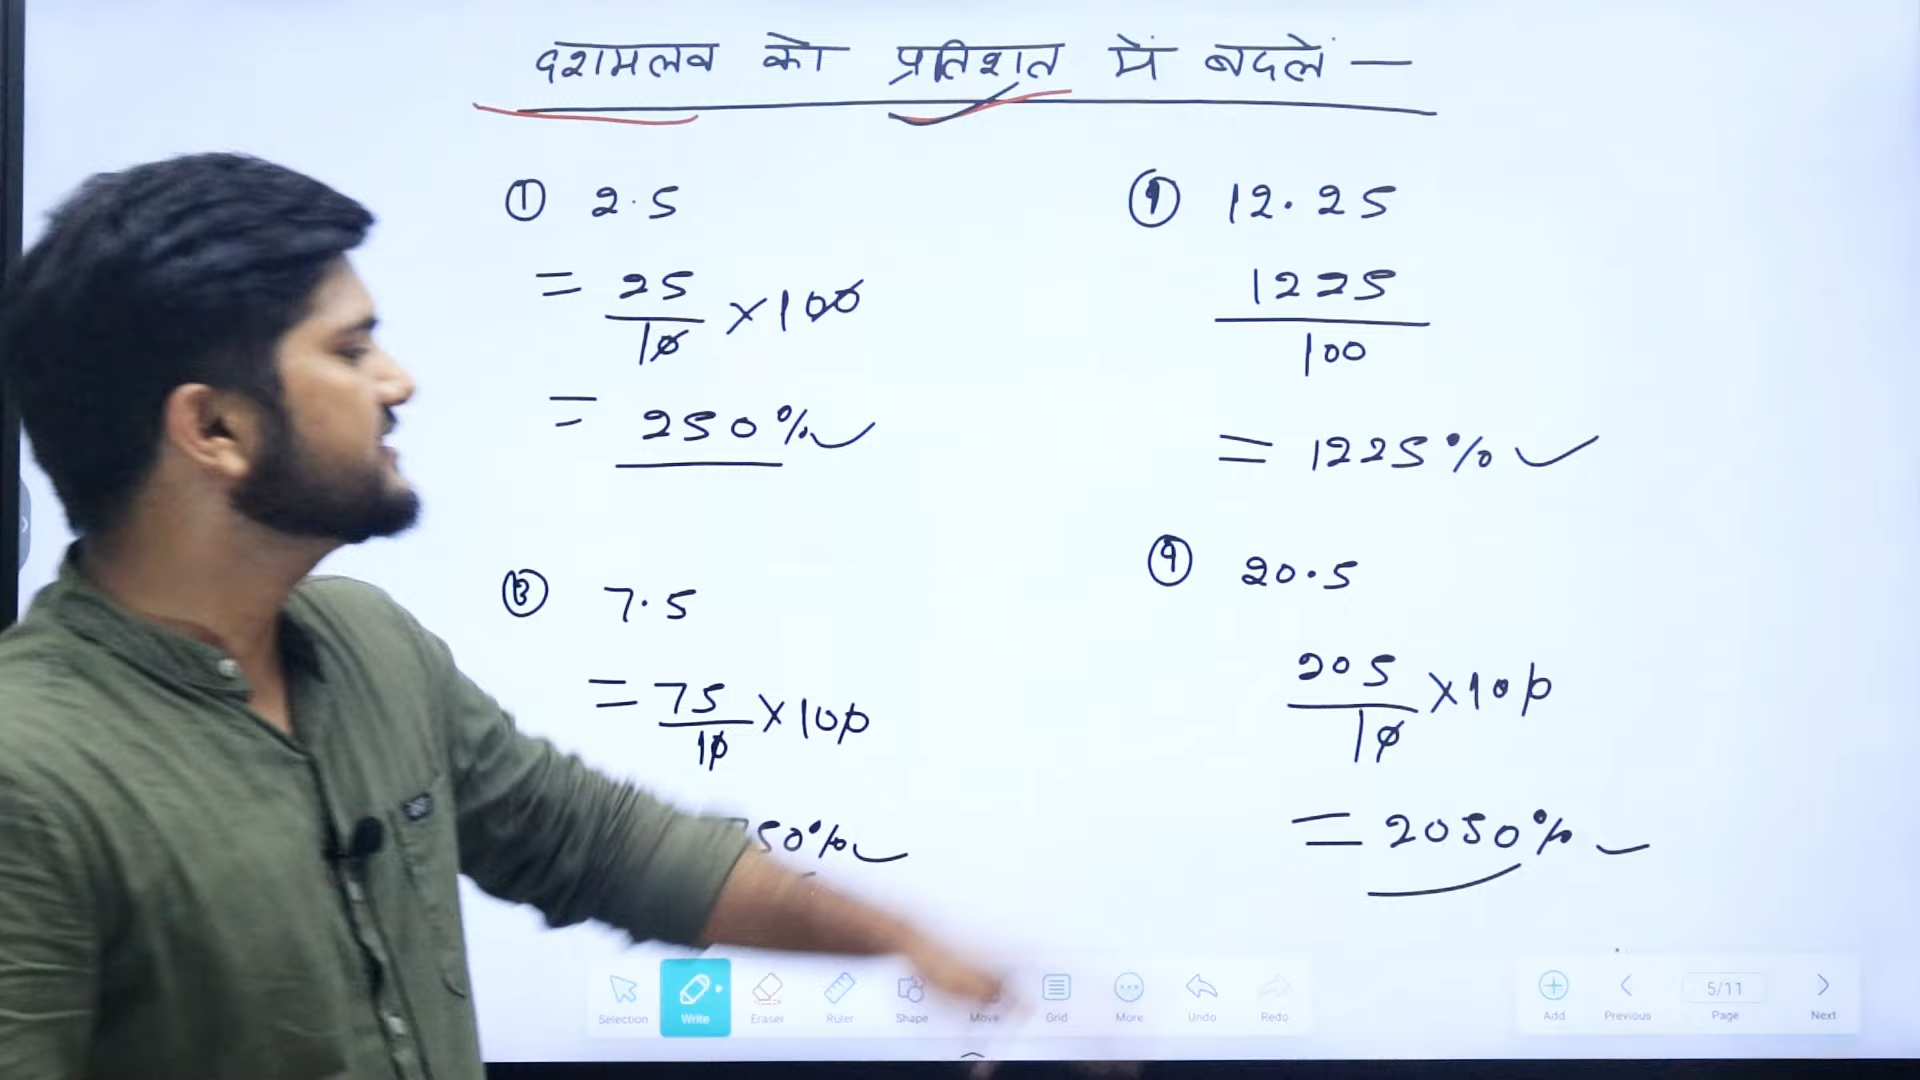 दशमलव को प्रतिशत में बदलें —
① 2.5
= 25/10 × 100
= 250%
7.5
= 75/10 × 100
50%
12.25
1225
100
= 1225%
20.5
205/10 × 100
= 2050%
Selection Write Eraser Ruler Shape Move Grid More Undo Redo
Add Previous 5/11 Page Next